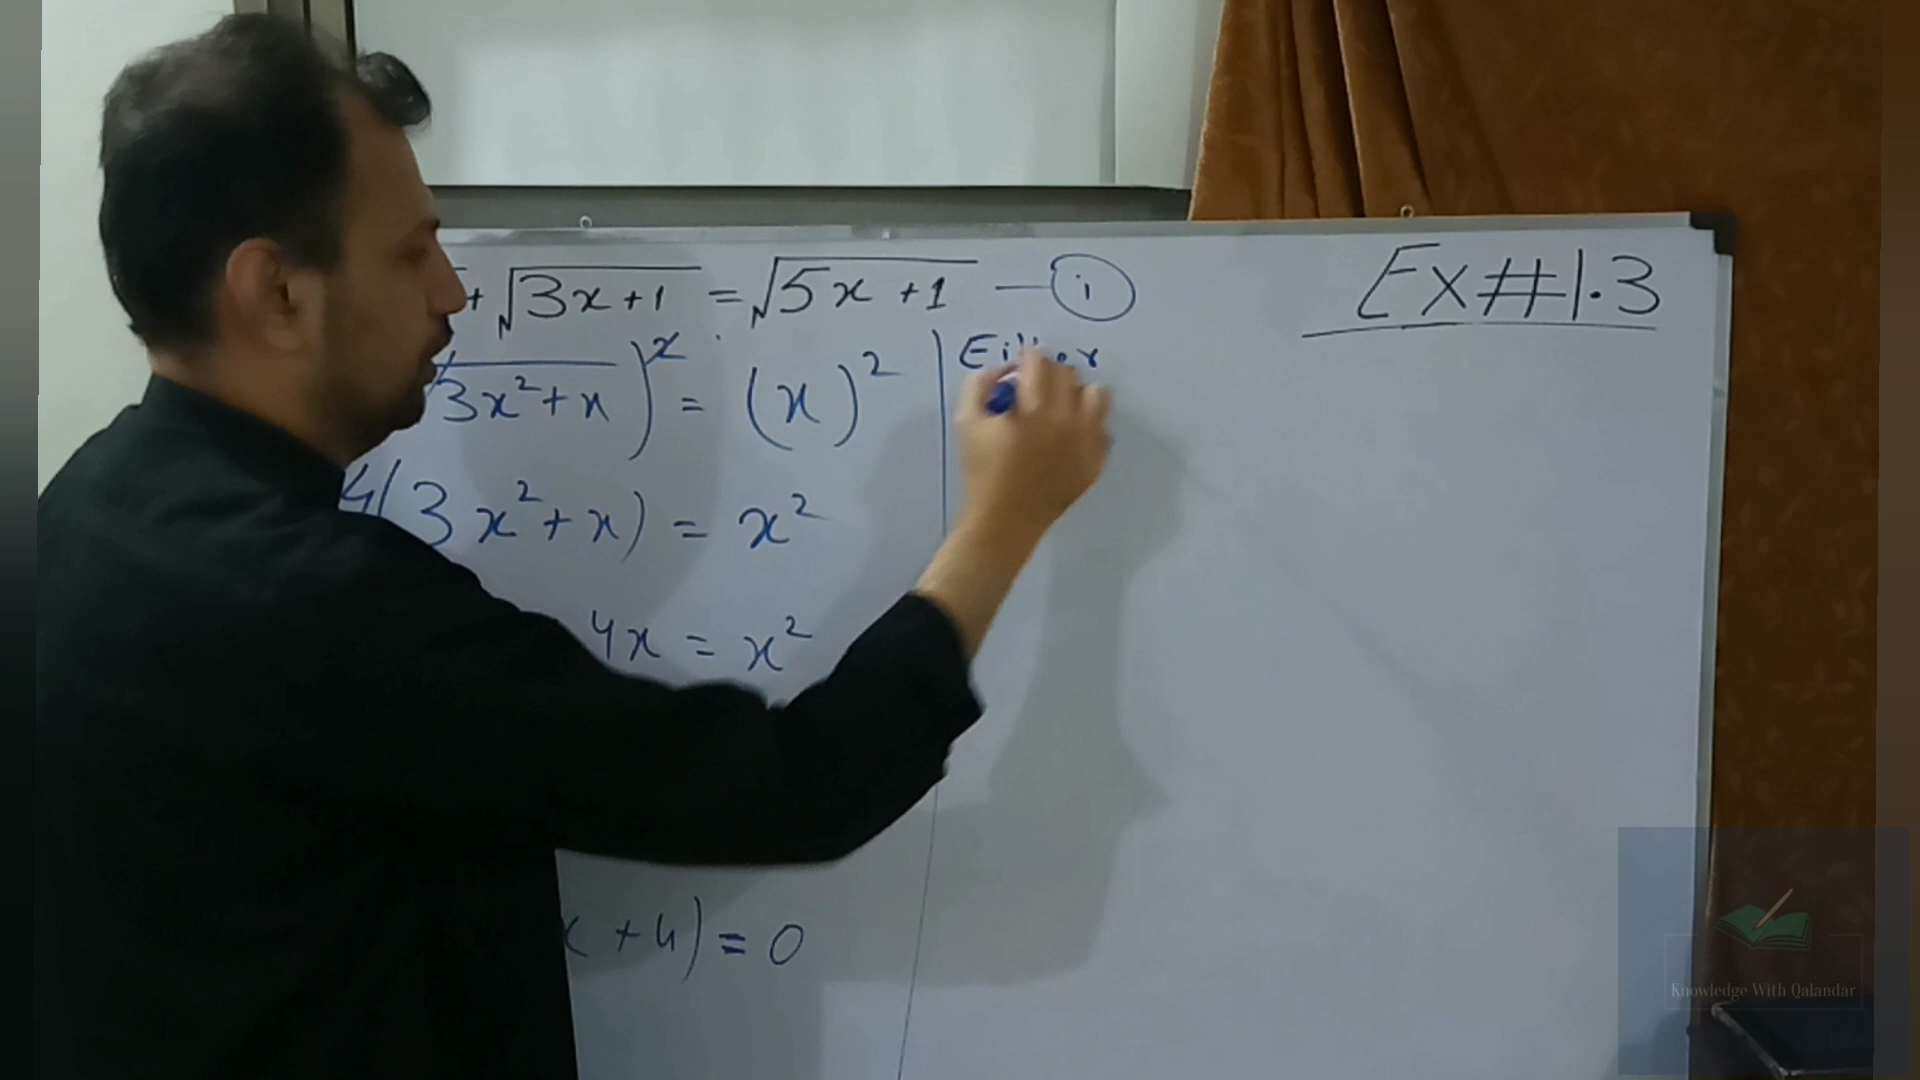 + √3x+1 = √5x+1 — (i)
Ex#1.3
√3x²+x)² = (x)²
Either
4(3x²+x) = x²
4x = x²
x+4) = 0
Knowledge With Qalandar